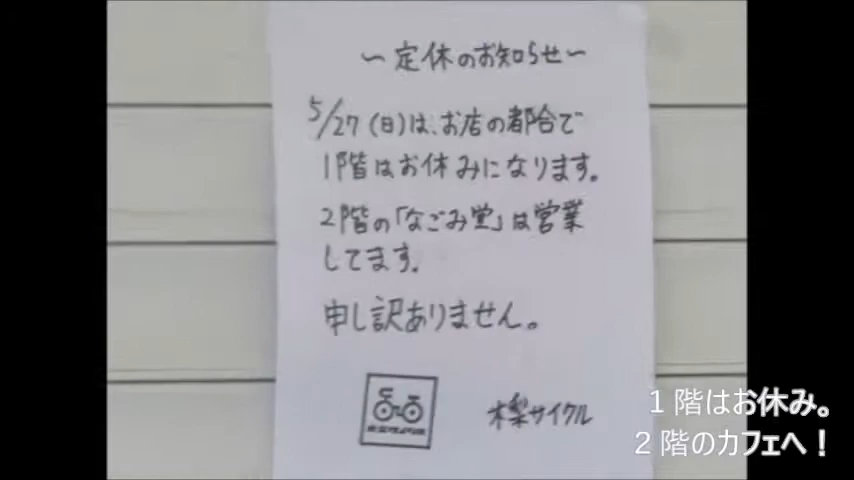 ～定休のお知らせ～
5/27（日）は、お店の都合で
1階はお休みになります。
2階の「なごみ堂」は営業
してます。
申し訳ありません。
木梨サイクル
１階はお休み。
２階のカフェへ！